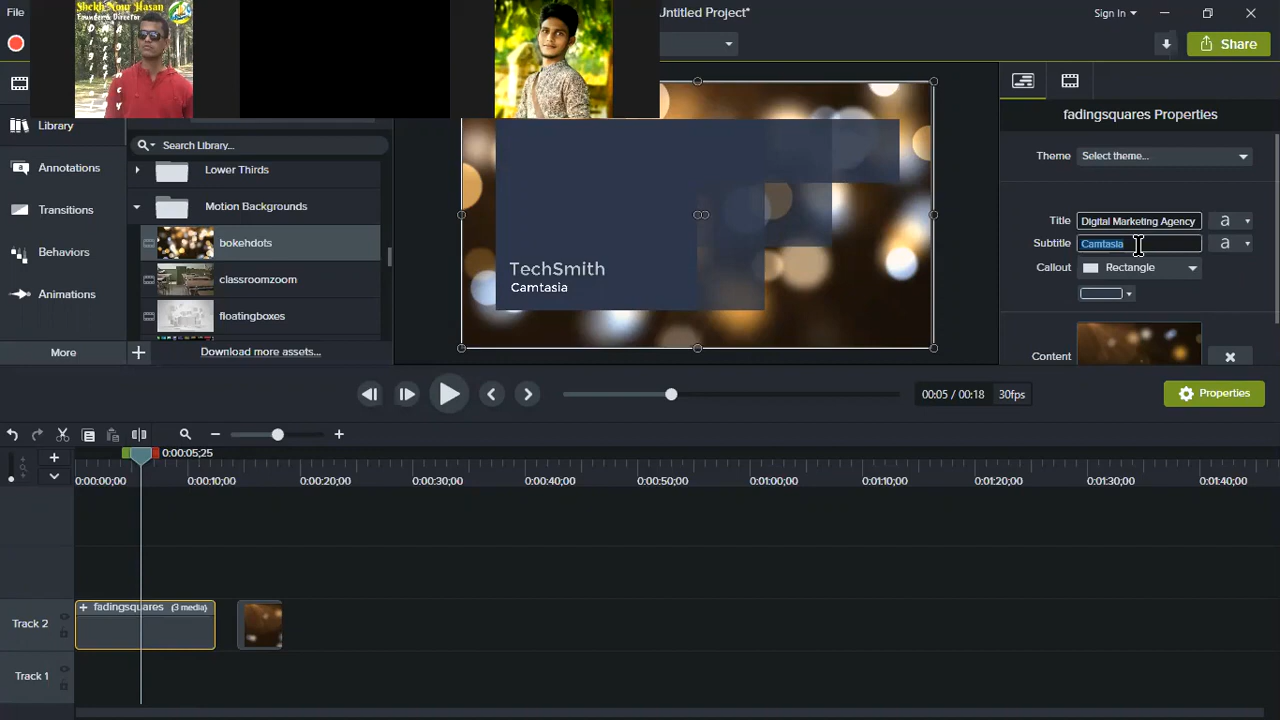 File
Untitled Project*
Sign In
Share
Shekh Nour Hasan
Founder & Director
Library
Annotations
Transitions
Behaviors
Animations
More
Search Library...
Lower Thirds
Motion Backgrounds
bokehdots
classroomzoom
floatingboxes
Download more assets...
TechSmith
Camtasia
fadingsquares Properties
Theme
Select theme...
Title
Digital Marketing Agency
a
Subtitle
Camtasia
a
Callout
Rectangle
Content
00:05 / 00:18
30fps
Properties
0:00:05;25
0:00:00;00
0:00:10;00
0:00:20;00
0:00:30;00
0:00:40;00
0:00:50;00
0:01:00;00
0:01:10;00
0:01:20;00
0:01:30;00
0:01:40;00
fadingsquares (3 media)
Track 2
Track 1